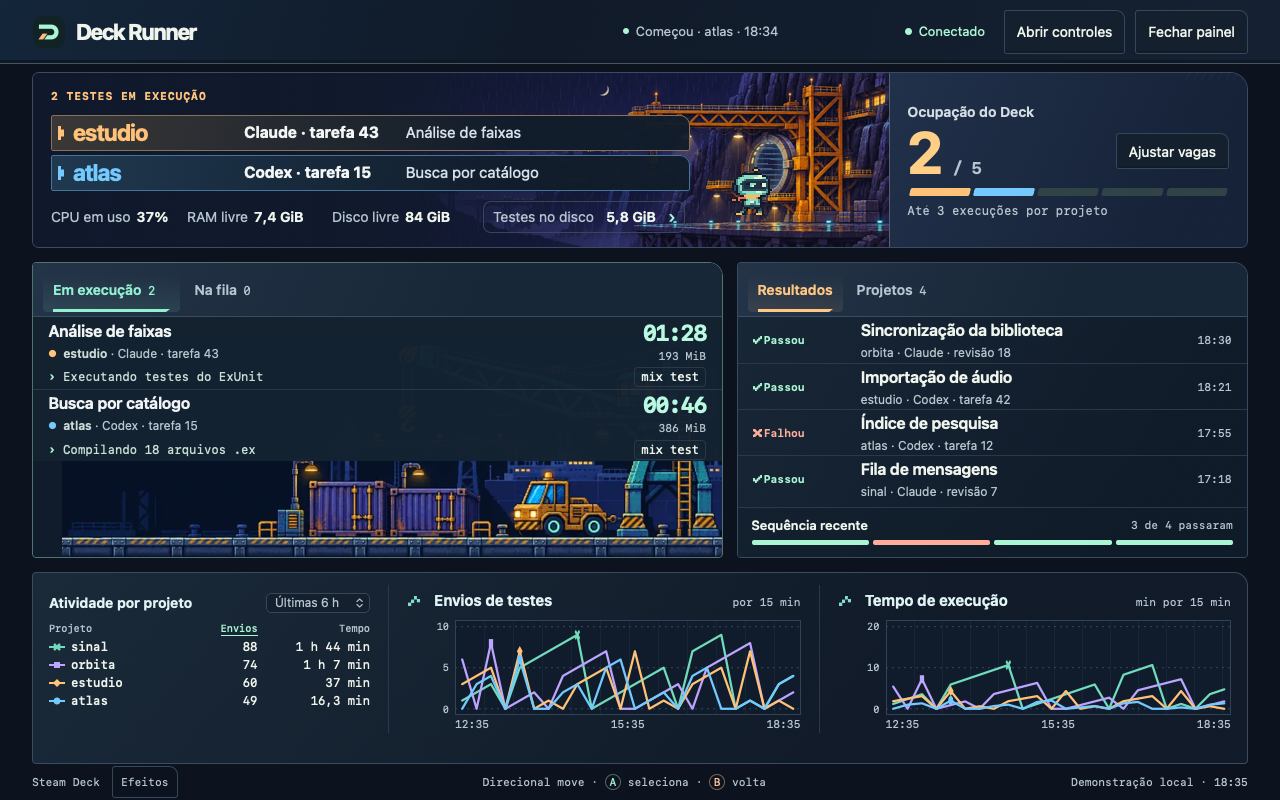 Deck Runner
Começou · atlas · 18:34
Conectado
Abrir controles
Fechar painel
2 TESTES EM EXECUÇÃO
estudio Claude · tarefa 43 Análise de faixas
atlas Codex · tarefa 15 Busca por catálogo
CPU em uso 37% RAM livre 7,4 GiB Disco livre 84 GiB Testes no disco 5,8 GiB ›
Ocupação do Deck
2 / 5
Ajustar vagas
Até 3 execuções por projeto
Em execução 2 Na fila 0
Análise de faixas 01:28
estudio · Claude · tarefa 43 193 MiB
› Executando testes do ExUnit mix test
Busca por catálogo 00:46
atlas · Codex · tarefa 15 386 MiB
› Compilando 18 arquivos .ex mix test
Resultados Projetos 4
Passou Sincronização da biblioteca 18:30
orbita · Claude · revisão 18
Passou Importação de áudio 18:21
estudio · Codex · tarefa 42
Falhou Índice de pesquisa 17:55
atlas · Codex · tarefa 12
Passou Fila de mensagens 17:18
sinal · Claude · revisão 7
Sequência recente 3 de 4 passaram
Atividade por projeto Últimas 6 h
Projeto Envios Tempo
sinal 88 1 h 44 min
orbita 74 1 h 7 min
estudio 60 37 min
atlas 49 16,3 min
Envios de testes por 15 min
10
5
0
12:35 15:35 18:35
Tempo de execução min por 15 min
20
10
0
12:35 15:35 18:35
Steam Deck Efeitos
Direcional move · A seleciona · B volta
Demonstração local · 18:35